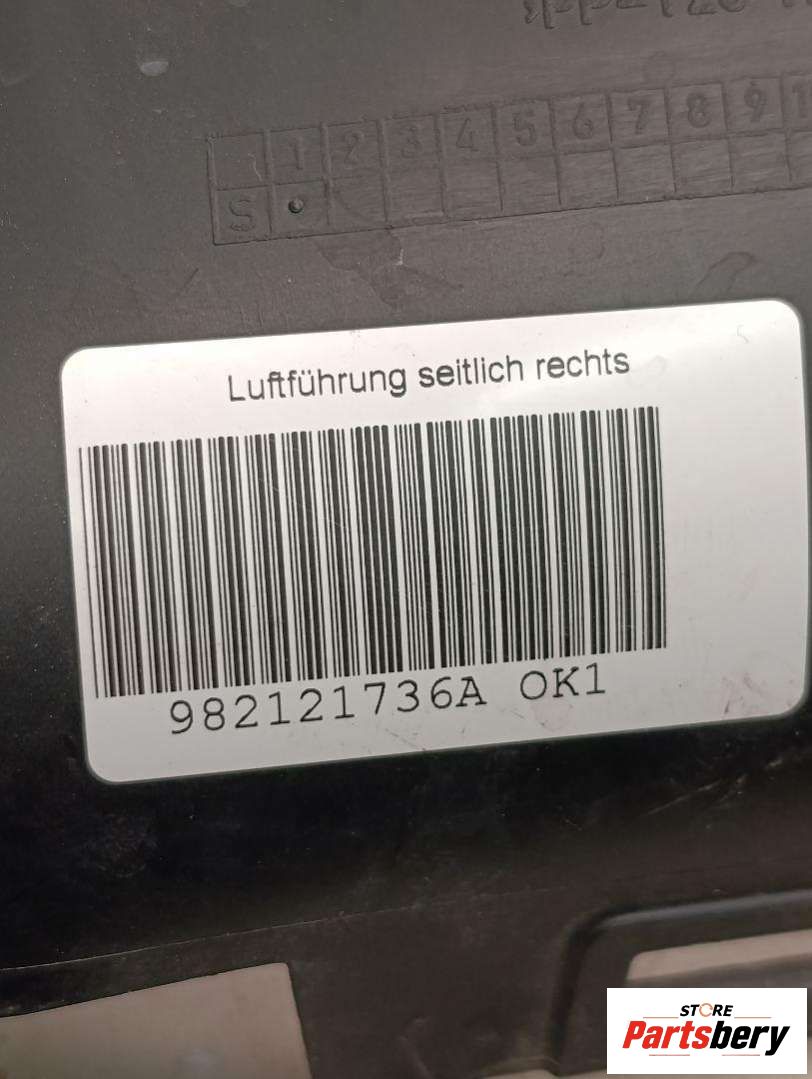 1 2 3 4 5 6 7 8 9
S
Luftführung seitlich rechts
982121736A OK1
STORE
Partsbery